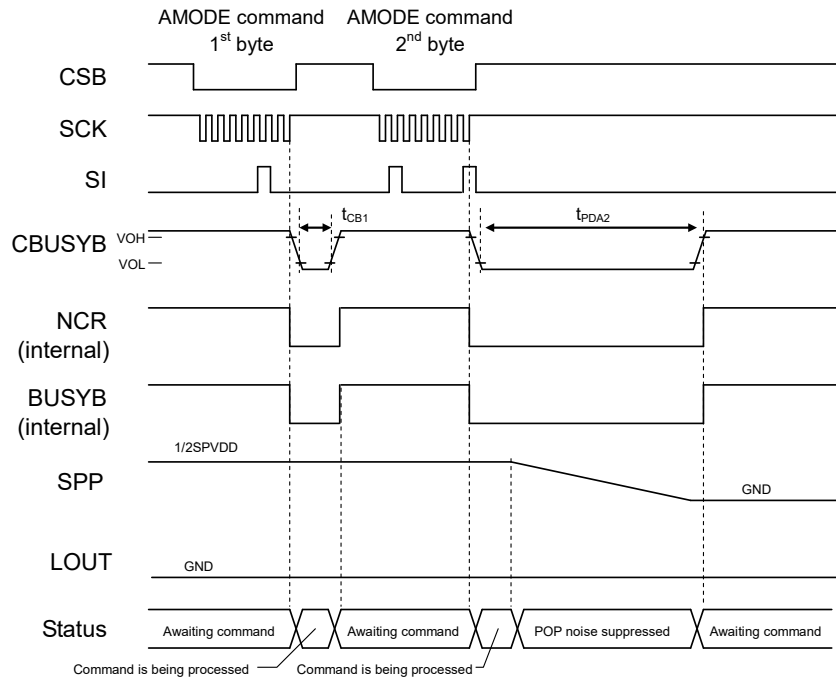 AMODE command
1st byte
AMODE command
2nd byte
CSB
SCK
SI
tCB1
tPDA2
CBUSYB
VOH
VOL
NCR
(internal)
BUSYB
(internal)
1/2SPVDD
SPP
GND
LOUT
GND
Status
Awaiting command
Awaiting command
POP noise suppressed
Awaiting command
Command is being processed
Command is being processed